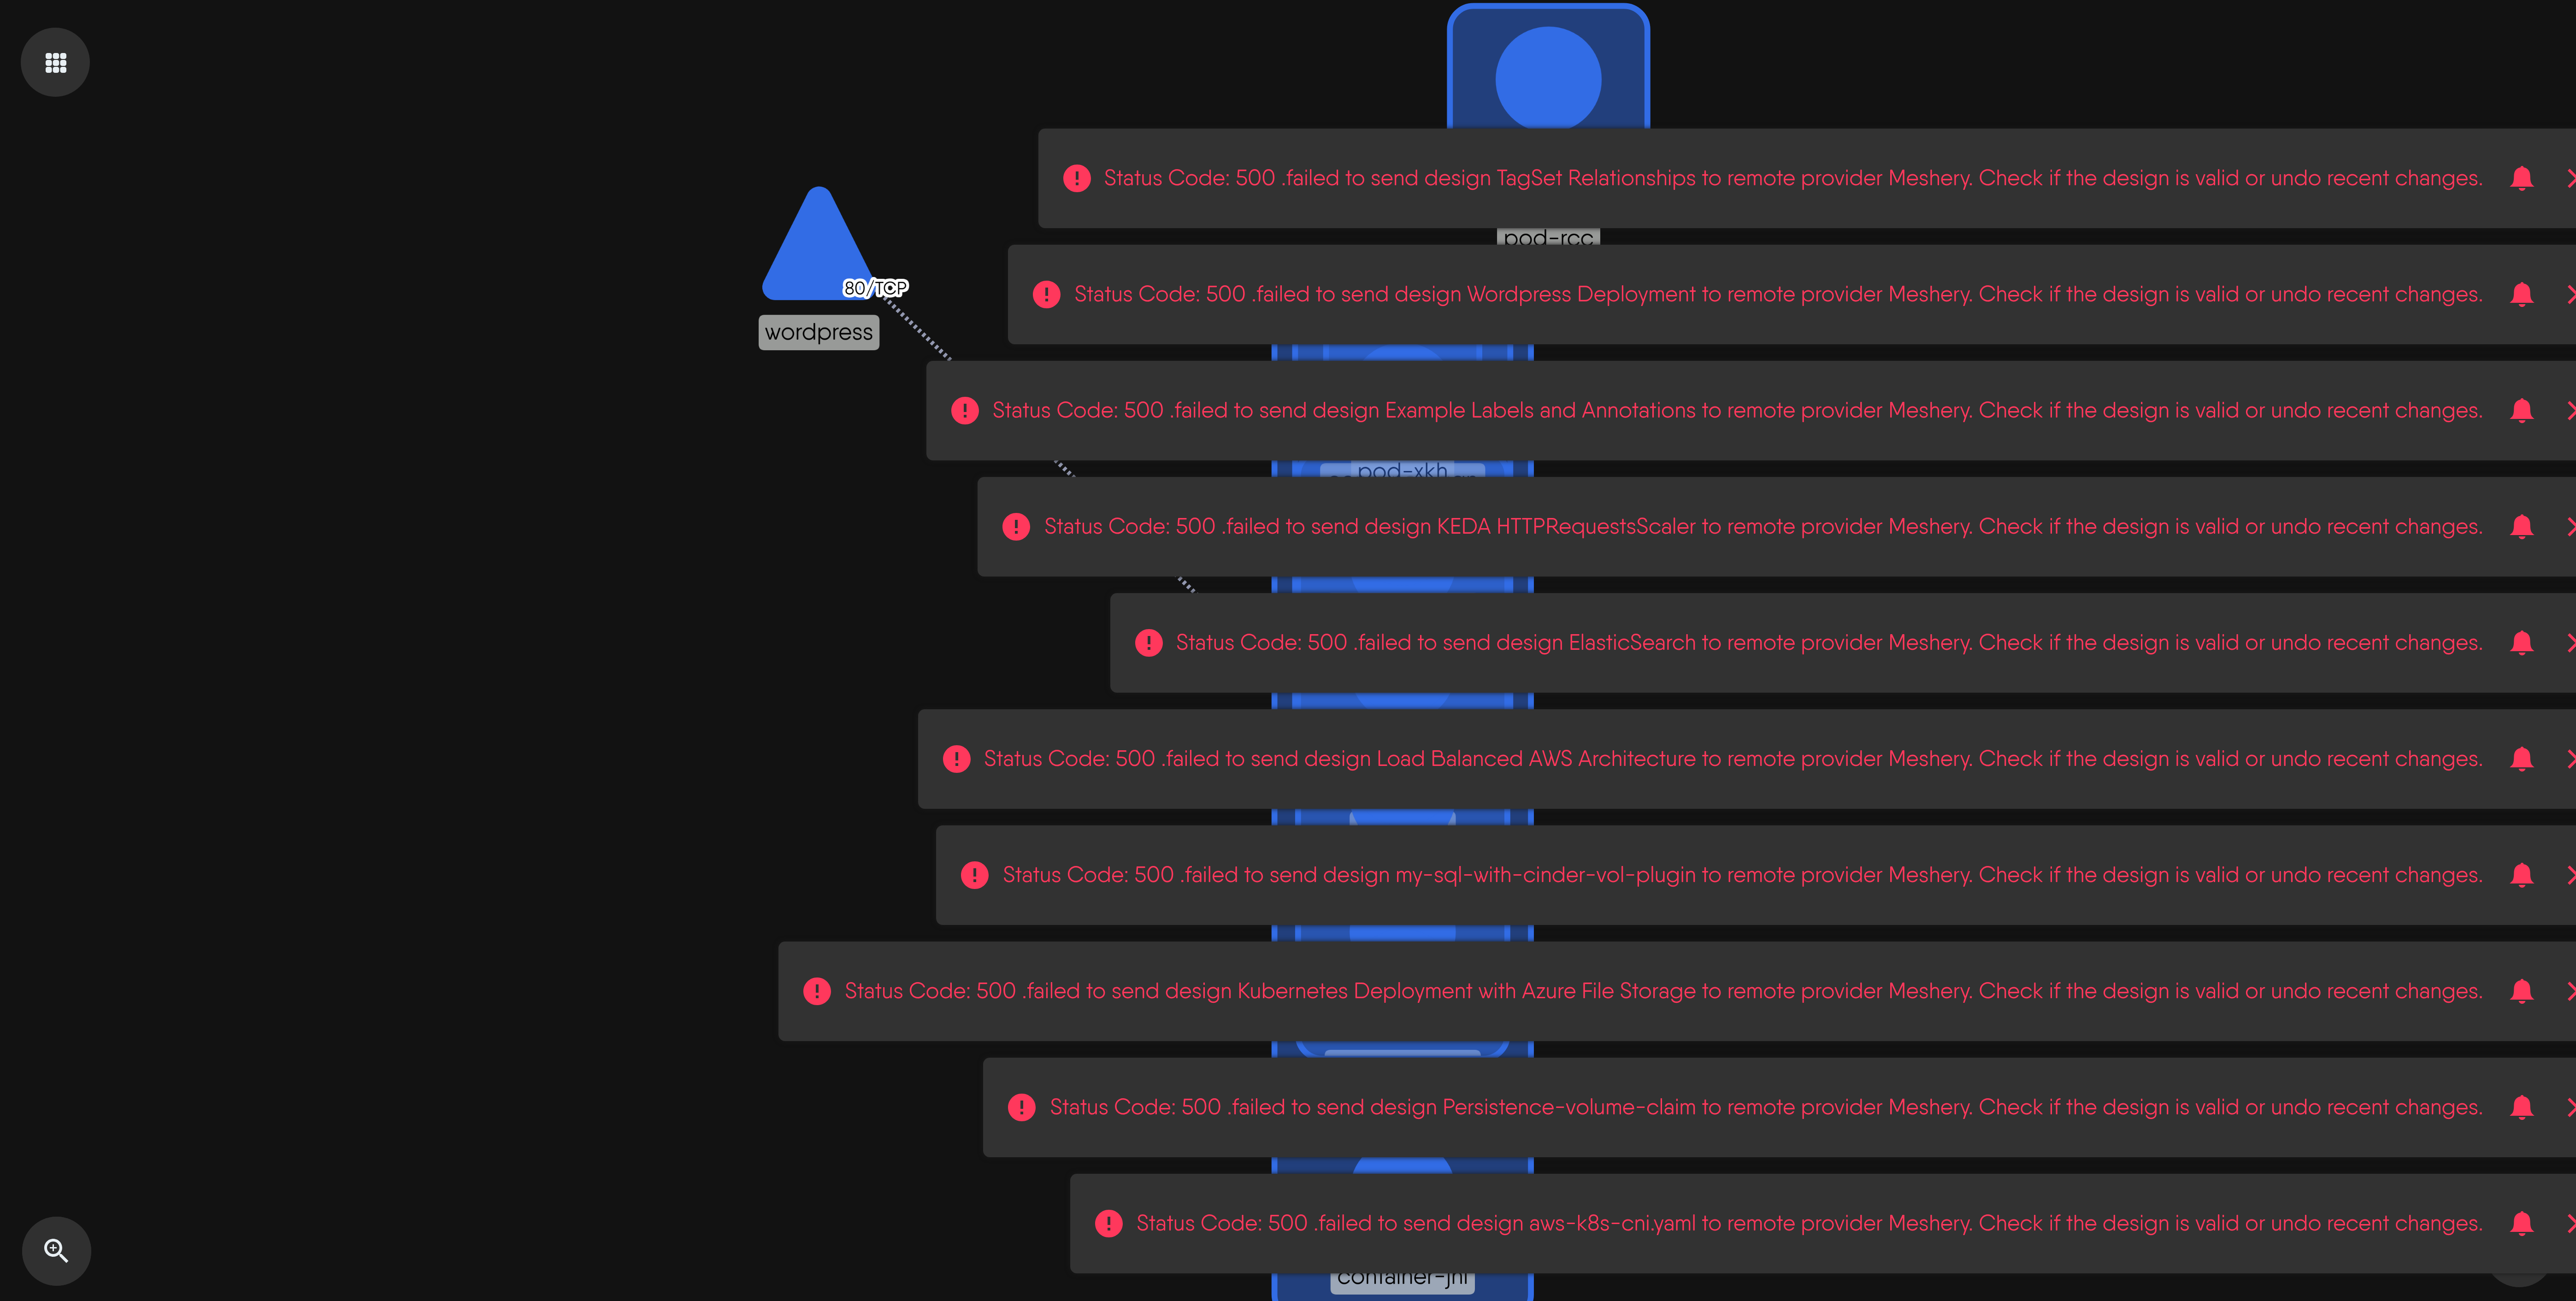 Status Code: 500 .failed to send design TagSet Relationships to remote provider Meshery. Check if the design is valid or undo recent changes.
pod-rcc
Status Code: 500 .failed to send design Wordpress Deployment to remote provider Meshery. Check if the design is valid or undo recent changes.
80/TCP
wordpress
Status Code: 500 .failed to send design Example Labels and Annotations to remote provider Meshery. Check if the design is valid or undo recent changes.
pod-xkh
Status Code: 500 .failed to send design KEDA HTTPRequestsScaler to remote provider Meshery. Check if the design is valid or undo recent changes.
Status Code: 500 .failed to send design ElasticSearch to remote provider Meshery. Check if the design is valid or undo recent changes.
Status Code: 500 .failed to send design Load Balanced AWS Architecture to remote provider Meshery. Check if the design is valid or undo recent changes.
Status Code: 500 .failed to send design my-sql-with-cinder-vol-plugin to remote provider Meshery. Check if the design is valid or undo recent changes.
Status Code: 500 .failed to send design Kubernetes Deployment with Azure File Storage to remote provider Meshery. Check if the design is valid or undo recent changes.
Status Code: 500 .failed to send design Persistence-volume-claim to remote provider Meshery. Check if the design is valid or undo recent changes.
Status Code: 500 .failed to send design aws-k8s-cni.yaml to remote provider Meshery. Check if the design is valid or undo recent changes.